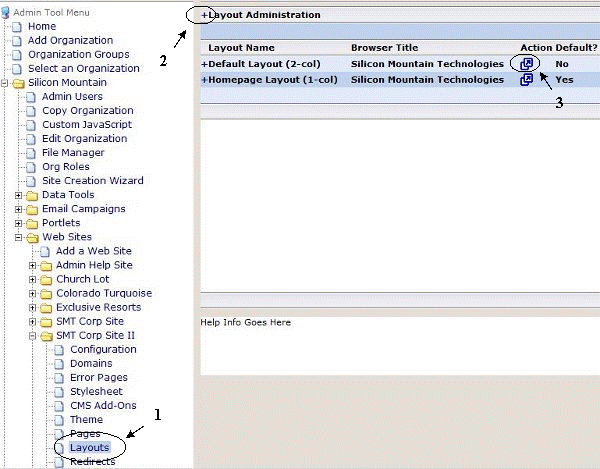 Admin Tool Menu
Home
Add Organization
Organization Groups
Select an Organization
Silicon Mountain
Admin Users
Copy Organization
Custom JavaScript
Edit Organization
File Manager
Org Roles
Site Creation Wizard
Data Tools
Email Campaigns
Portlets
Web Sites
Add a Web Site
Admin Help Site
Church Lot
Colorado Turquoise
Exclusive Resorts
SMT Corp Site
SMT Corp Site II
Configuration
Domains
Error Pages
Stylesheet
CMS Add-Ons
Theme
Pages
Layouts
Redirects
1
+Layout Administration
2
Layout Name Browser Title Action Default?
+Default Layout (2-col) Silicon Mountain Technologies No
+Homepage Layout (1-col) Silicon Mountain Technologies Yes
3
Help Info Goes Here